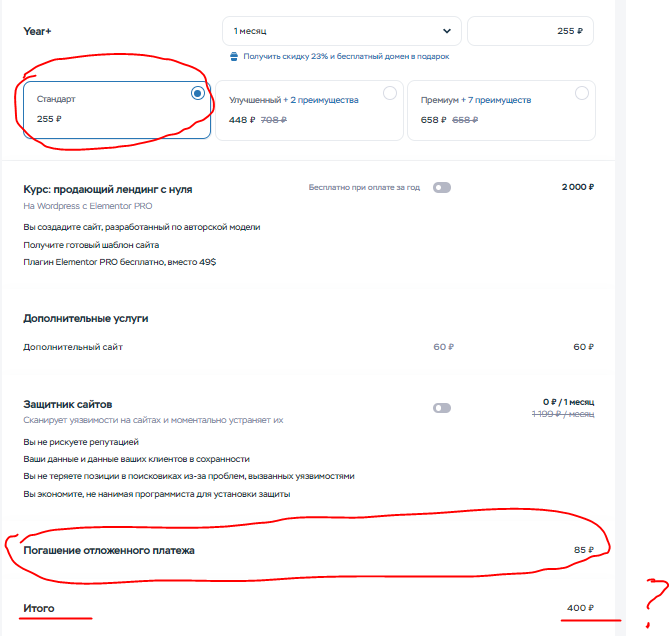 Year+
1 месяц
255 ₽
Получить скидку 23% и бесплатный домен в подарок
Стандарт
255 ₽
Улучшенный + 2 преимущества
448 ₽ 708 ₽
Премиум + 7 преимуществ
658 ₽ 658 ₽
Курс: продающий лендинг с нуля
Бесплатно при оплате за год
2 000 ₽
На Wordpress с Elementor PRO
Вы создадите сайт, разработанный по авторской модели
Получите готовый шаблон сайта
Плагин Elementor PRO бесплатно, вместо 49$
Дополнительные услуги
Дополнительный сайт
60 ₽
60 ₽
Защитник сайтов
0 ₽ / 1 месяц
Сканирует уязвимости на сайтах и моментально устраняет их
1 199 ₽ / месяц
Вы не рискуете репутацией
Ваши данные и данные ваших клиентов в сохранности
Вы не теряете позиции в поисковиках из-за проблем, вызванных уязвимостями
Вы экономите, не нанимая программиста для установки защиты
Погашение отложенного платежа
85 ₽
Итого
400 ₽
?